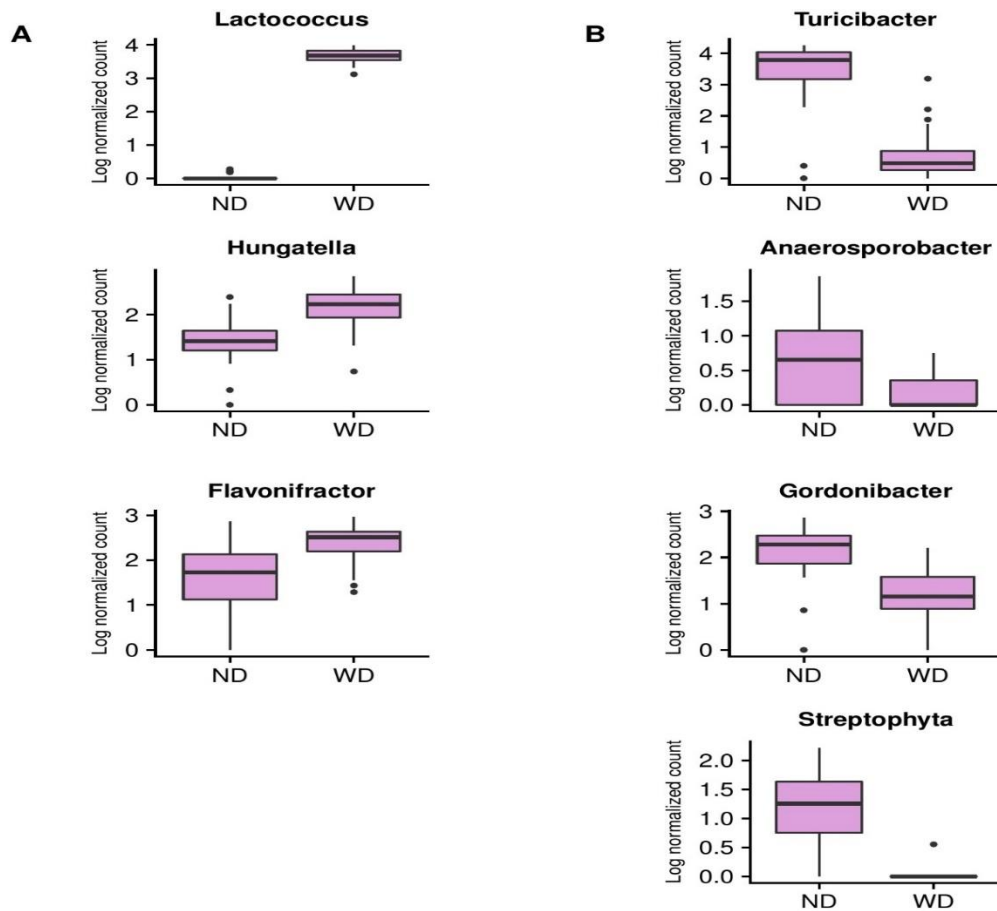 A
Lactococcus
Log normalized count
4
3
2
1
0
ND WD
Hungatella
Log normalized count
2
1
0
ND WD
Flavonifractor
Log normalized count
3
2
1
0
ND WD
B
Turicibacter
Log normalized count
4
3
2
1
0
ND WD
Anaerosporobacter
Log normalized count
1.5
1.0
0.5
0.0
ND WD
Gordonibacter
Log normalized count
3
2
1
0
ND WD
Streptophyta
Log normalized count
2.0
1.5
1.0
0.5
0.0
ND WD